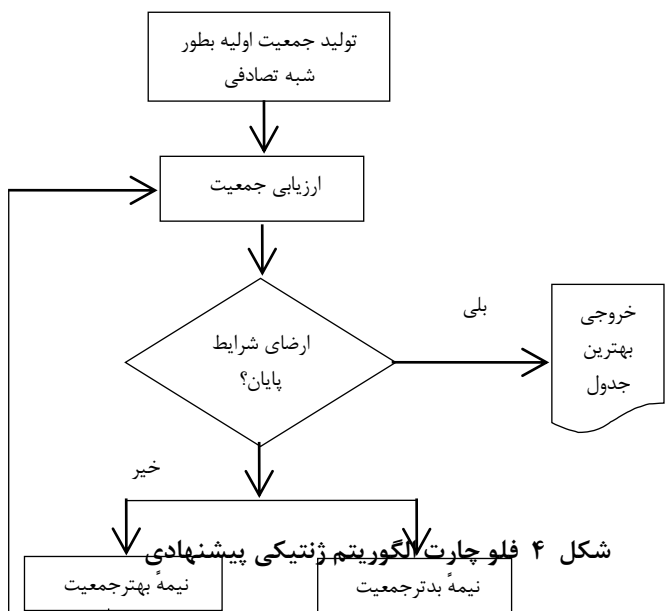 تولید جمعیت اولیه بطور
شبه تصادفی
ارزیابی جمعیت
ارضای شرایط
پایان؟
بلی
خروجی
بهترین
جدول
خیر
شکل ۴ فلو چارت الگوریتم ژنتیکی پیشنهادی
نیمهً بدترجمعیت
نیمهً بهترجمعیت